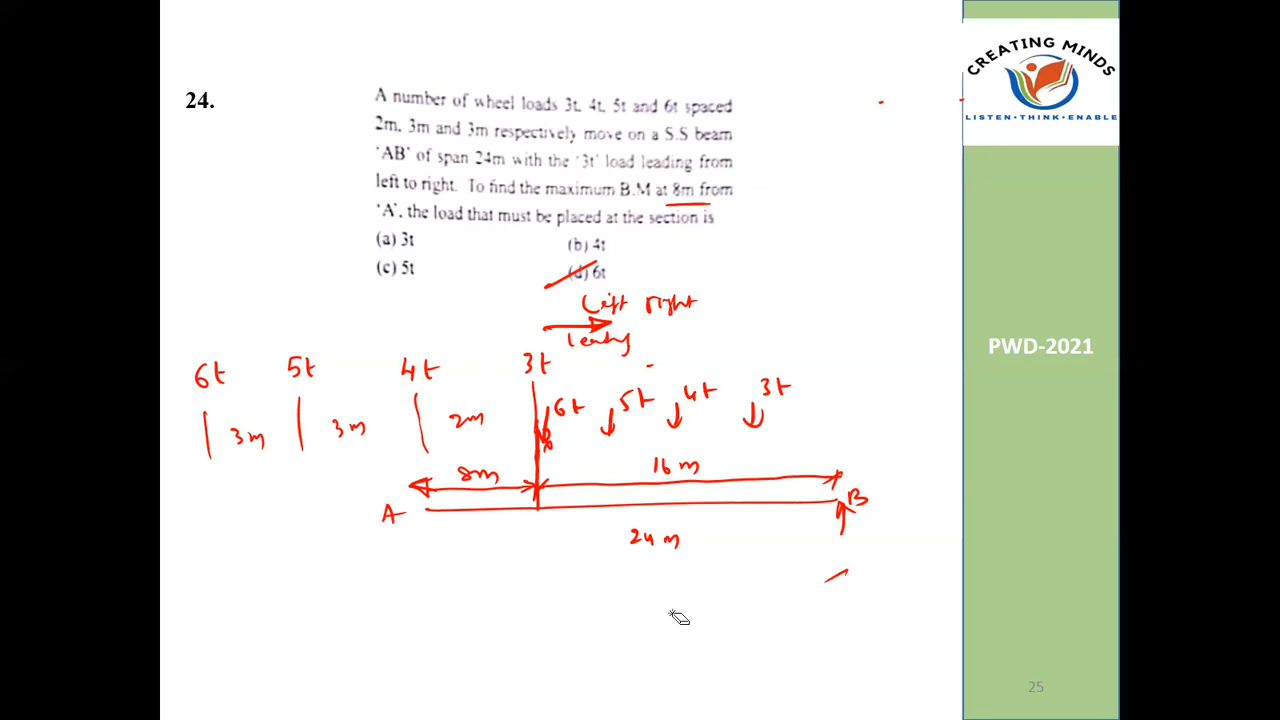 CREATING MINDS
LISTEN•THINK•ENABLE
24.
A number of wheel loads 3t, 4t, 5t and 6t spaced
2m, 3m and 3m respectively move on a S.S beam
'AB' of span 24m with the '3t' load leading from
left to right. To find the maximum B.M at 8m from
'A', the load that must be placed at the section is
(a) 3t (b) 4t
(c) 5t (d) 6t
Left right
leading
PWD-2021
6t 5t 4t 3t
6t 5t 4t 3t
3m 3m 2m
8m 16m
A B
24m
25